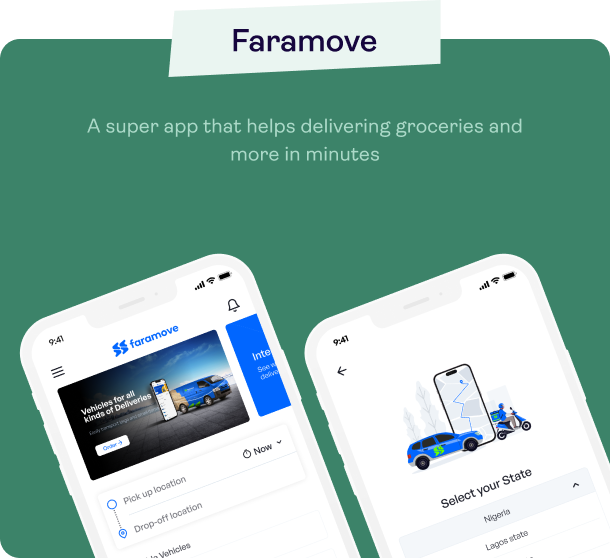 Faramove
A super app that helps delivering groceries and
more in minutes
9:41
faramove
Vehicles for all
kinds of Deliveries
Order
Inte
See w
delive
Now
Pick up location
Drop-off location
Vehicles
9:41
Select your State
Nigeria
Lagos state